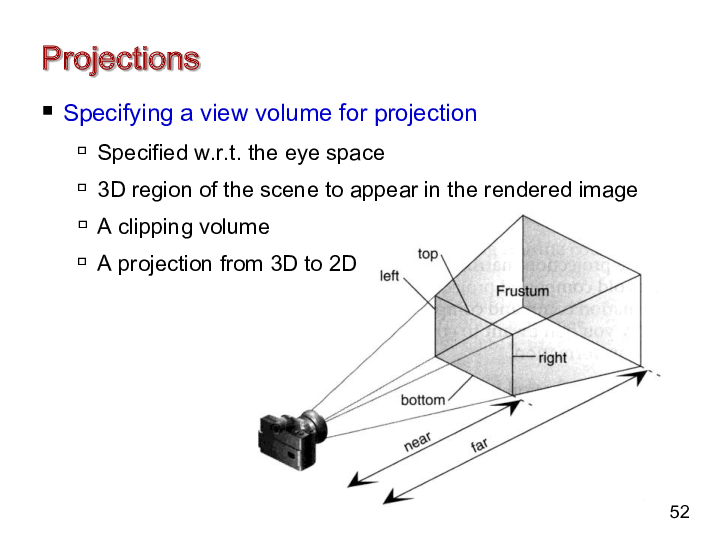 Projections
Specifying a view volume for projection
Specified w.r.t. the eye space
3D region of the scene to appear in the rendered image
A clipping volume
A projection from 3D to 2D
top
left
Frustum
right
bottom
near
far
52